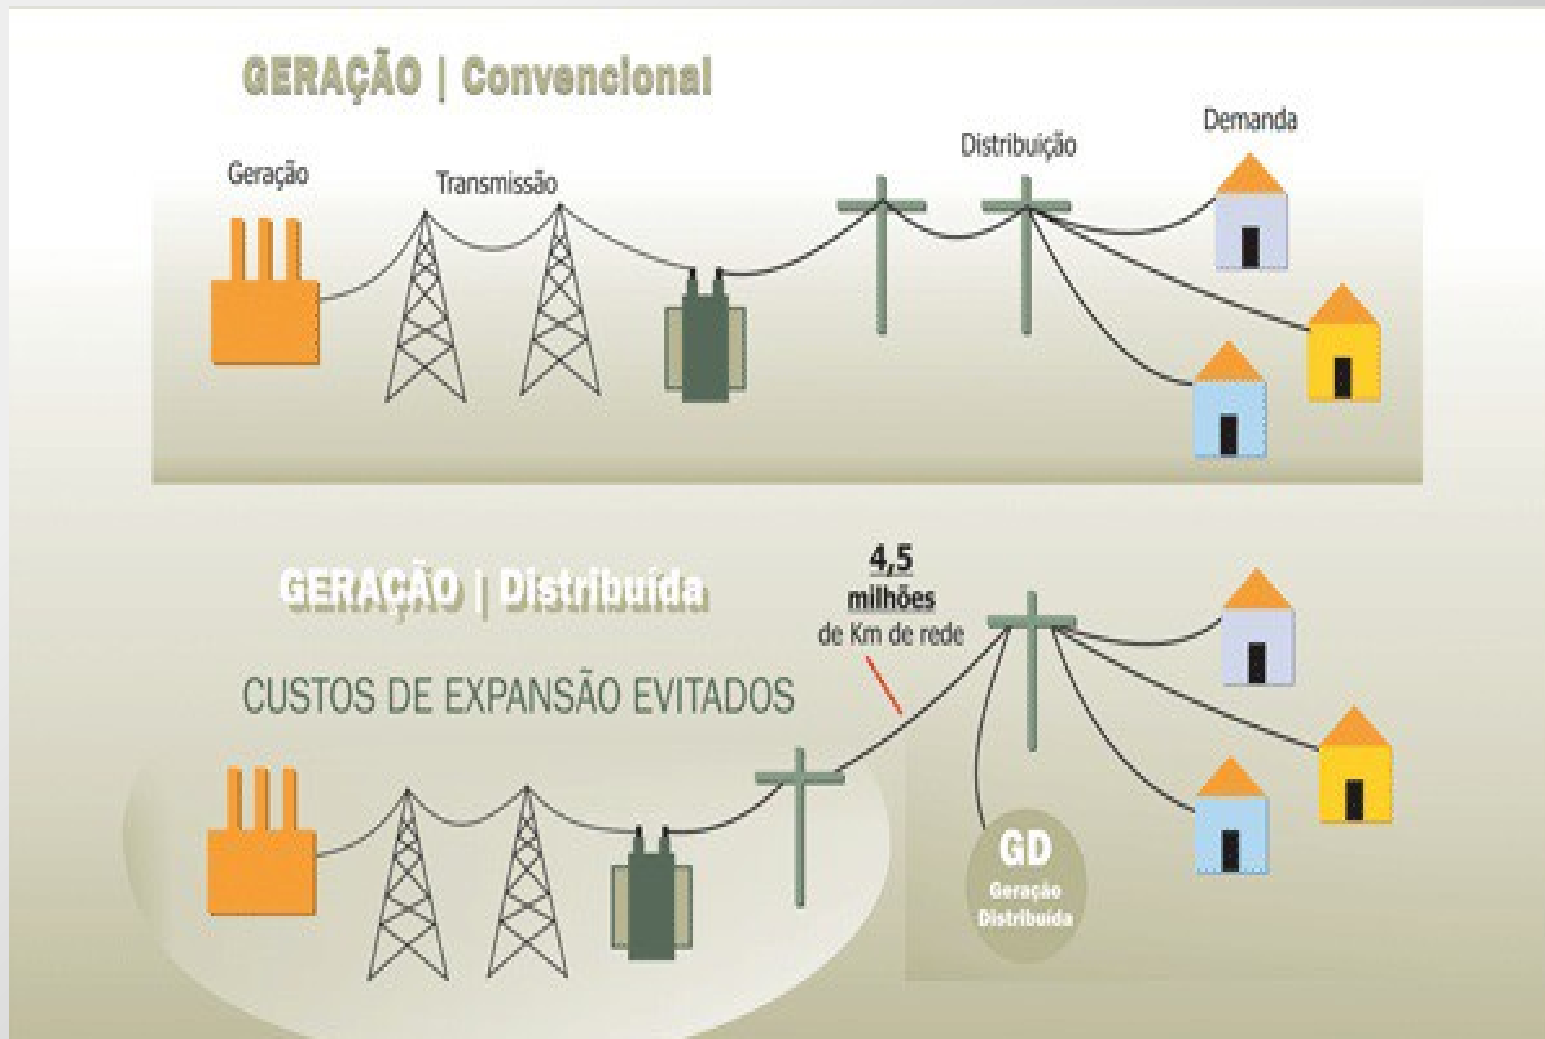 GERAÇÃO | Convencional
Geração
Transmissão
Distribuição
Demanda
GERAÇÃO | Distribuída
CUSTOS DE EXPANSÃO EVITADOS
4,5
milhões
de Km de rede
GD
Geração
Distribuída